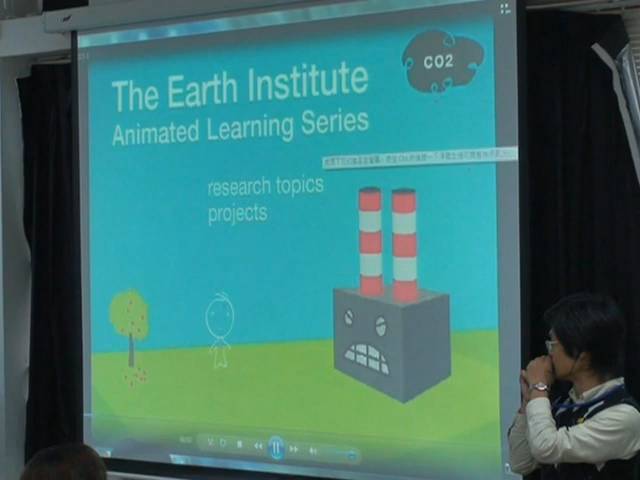 CO2
The Earth Institute
Animated Learning Series
research topics
projects